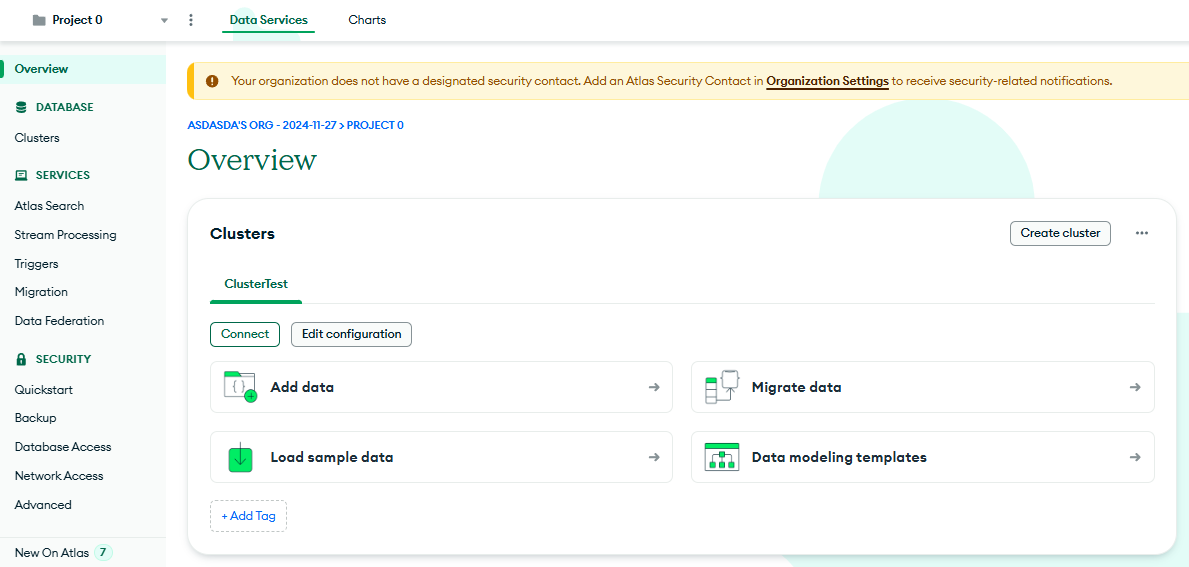 Project 0
Data Services
Charts
Overview
DATABASE
Clusters
SERVICES
Atlas Search
Stream Processing
Triggers
Migration
Data Federation
SECURITY
Quickstart
Backup
Database Access
Network Access
Advanced
New On Atlas 7
Your organization does not have a designated security contact. Add an Atlas Security Contact in Organization Settings to receive security-related notifications.
ASDASDA'S ORG - 2024-11-27 > PROJECT 0
Overview
Clusters
Create cluster
ClusterTest
Connect
Edit configuration
Add data
Migrate data
Load sample data
Data modeling templates
+ Add Tag